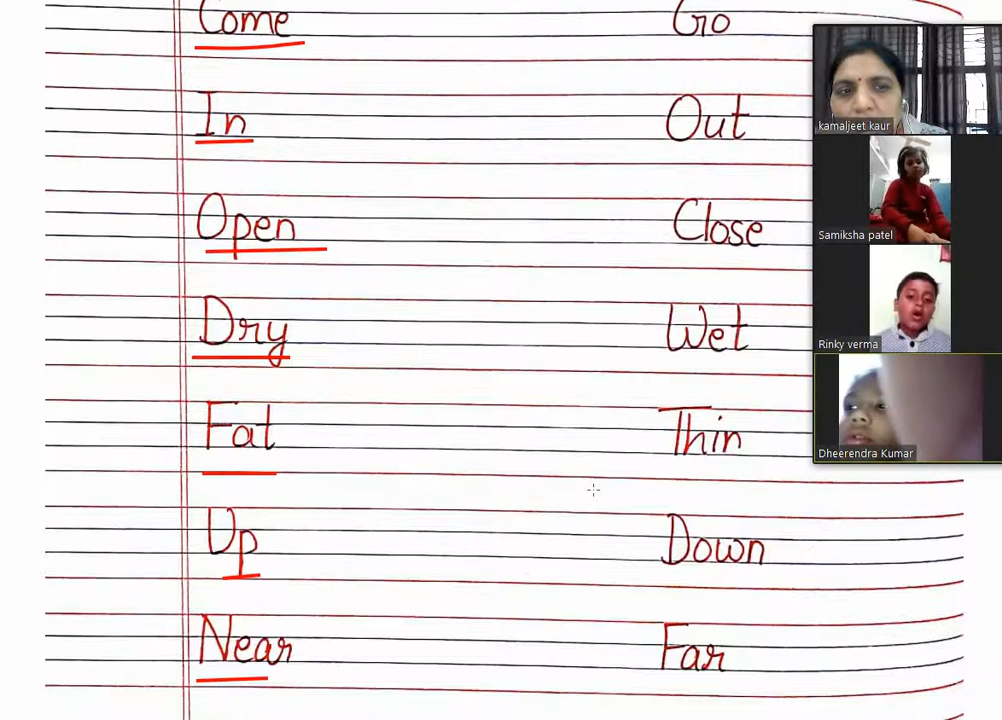 Come Go
In Out
Open Close
Dry Wet
Fat Thin
Up Down
Near Far
kamaljeet kaur
Samiksha patel
Rinky verma
Dheerendra Kumar